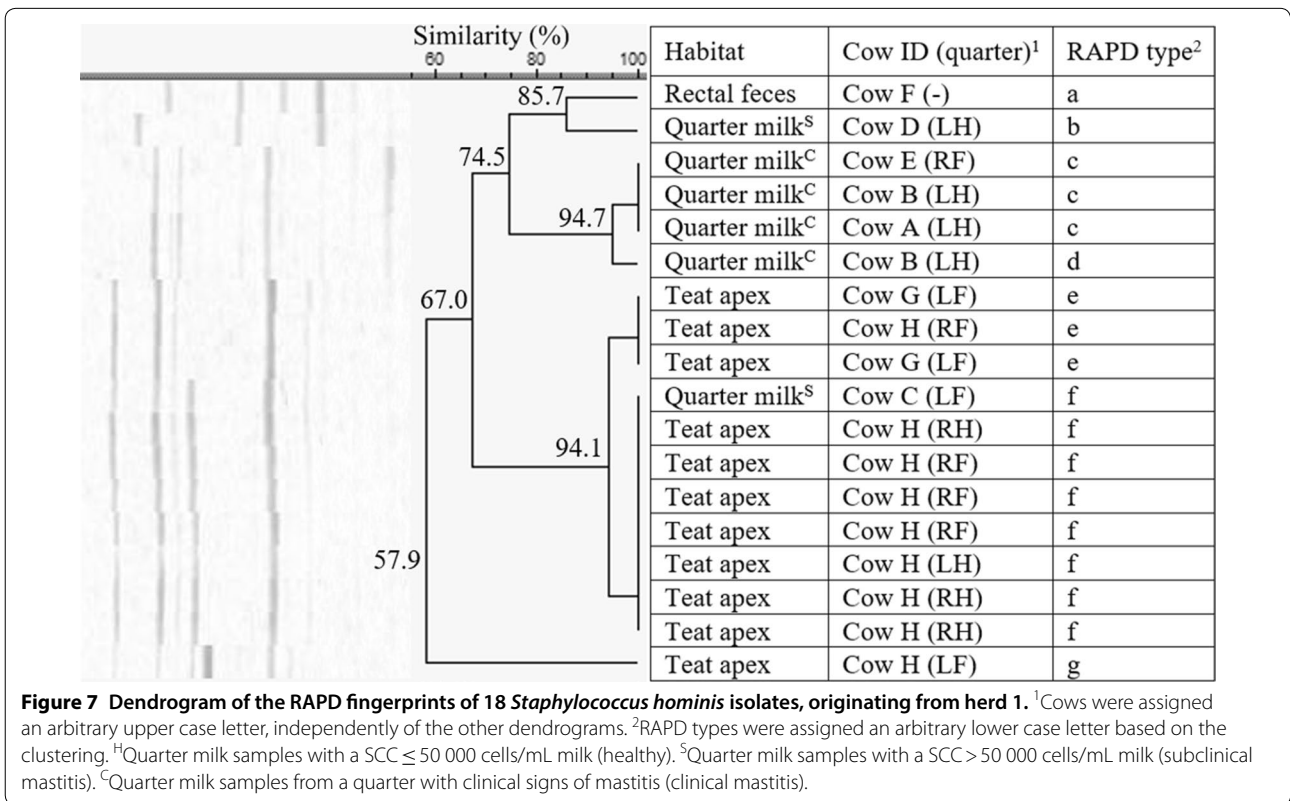 Similarity (%)
60 80 100
Habitat Cow ID (quarter)¹ RAPD type²
85.7 Rectal feces Cow F (-) a
Quarter milkˢ Cow D (LH) b
74.5 Quarter milkᶜ Cow E (RF) c
Quarter milkᶜ Cow B (LH) c
94.7 Quarter milkᶜ Cow A (LH) c
Quarter milkᶜ Cow B (LH) d
67.0 Teat apex Cow G (LF) e
Teat apex Cow H (RF) e
Teat apex Cow G (LF) e
Quarter milkˢ Cow C (LF) f
Teat apex Cow H (RH) f
94.1 Teat apex Cow H (RF) f
Teat apex Cow H (RF) f
Teat apex Cow H (RF) f
57.9 Teat apex Cow H (LH) f
Teat apex Cow H (RH) f
Teat apex Cow H (RH) f
Teat apex Cow H (LF) g
Figure 7 Dendrogram of the RAPD fingerprints of 18 Staphylococcus hominis isolates, originating from herd 1. ¹Cows were assigned
an arbitrary upper case letter, independently of the other dendrograms. ²RAPD types were assigned an arbitrary lower case letter based on the
clustering. ᴴQuarter milk samples with a SCC ≤ 50 000 cells/mL milk (healthy). ˢQuarter milk samples with a SCC > 50 000 cells/mL milk (subclinical
mastitis). ᶜQuarter milk samples from a quarter with clinical signs of mastitis (clinical mastitis).